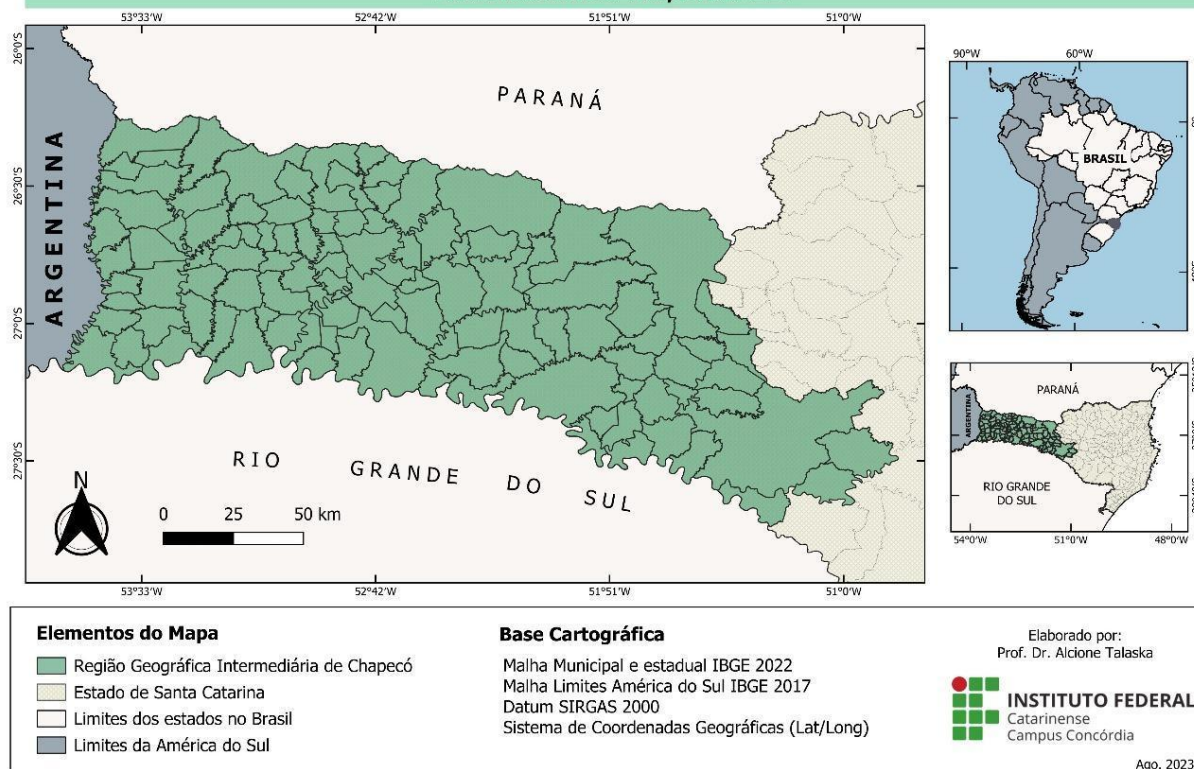 53°33'W 52°42'W 51°51'W 51°0'W
26°0'S
26°30'S
27°0'S
27°30'S
PARANÁ
ARGENTINA
RIO GRANDE DO SUL
N
0 25 50 km
53°33'W 52°42'W 51°51'W 51°0'W
90°W 60°W
BRASIL
90°W 60°W
PARANÁ
ARGENTINA
RIO GRANDE
DO SUL
54°0'W 51°0'W 48°0'W
Elementos do Mapa
Região Geográfica Intermediária de Chapecó
Estado de Santa Catarina
Limites dos estados no Brasil
Limites da América do Sul
Base Cartográfica
Malha Municipal e estadual IBGE 2022
Malha Limites América do Sul IBGE 2017
Datum SIRGAS 2000
Sistema de Coordenadas Geográficas (Lat/Long)
Elaborado por:
Prof. Dr. Alcione Talaska
INSTITUTO FEDERAL
Catarinense
Campus Concórdia
Ago. 2023